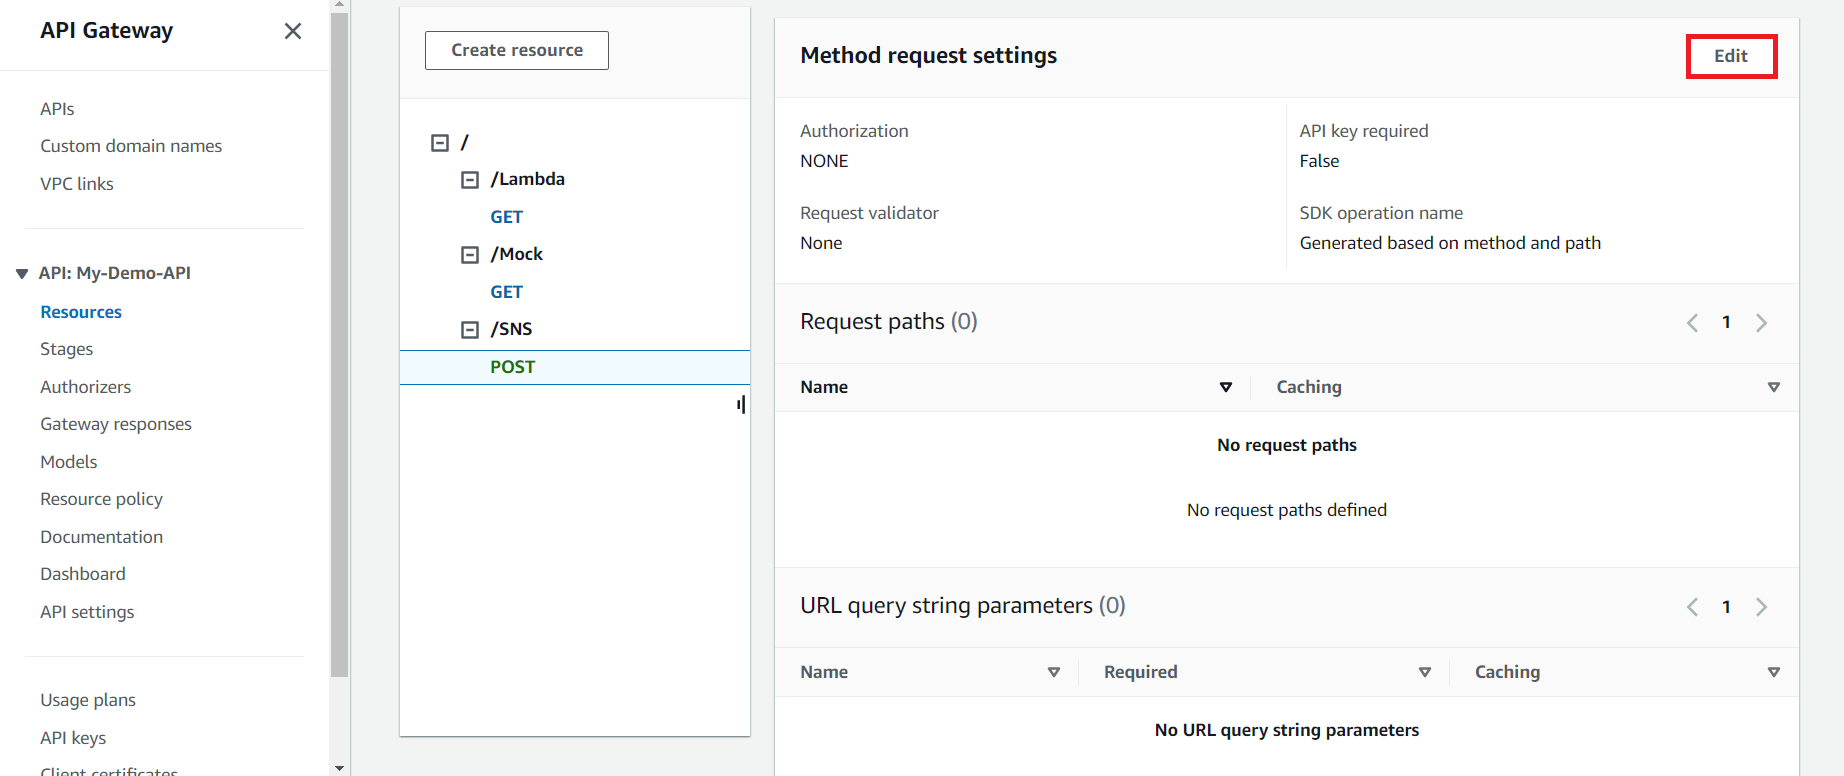 API Gateway
APIs
Custom domain names
VPC links
API: My-Demo-API
Resources
Stages
Authorizers
Gateway responses
Models
Resource policy
Documentation
Dashboard
API settings
Usage plans
API keys
Client certificates
Create resource
/
/Lambda
GET
/Mock
GET
/SNS
POST
Method request settings
Edit
Authorization
NONE
API key required
False
Request validator
None
SDK operation name
Generated based on method and path
Request paths (0)
1
Name
Caching
No request paths
No request paths defined
URL query string parameters (0)
1
Name
Required
Caching
No URL query string parameters